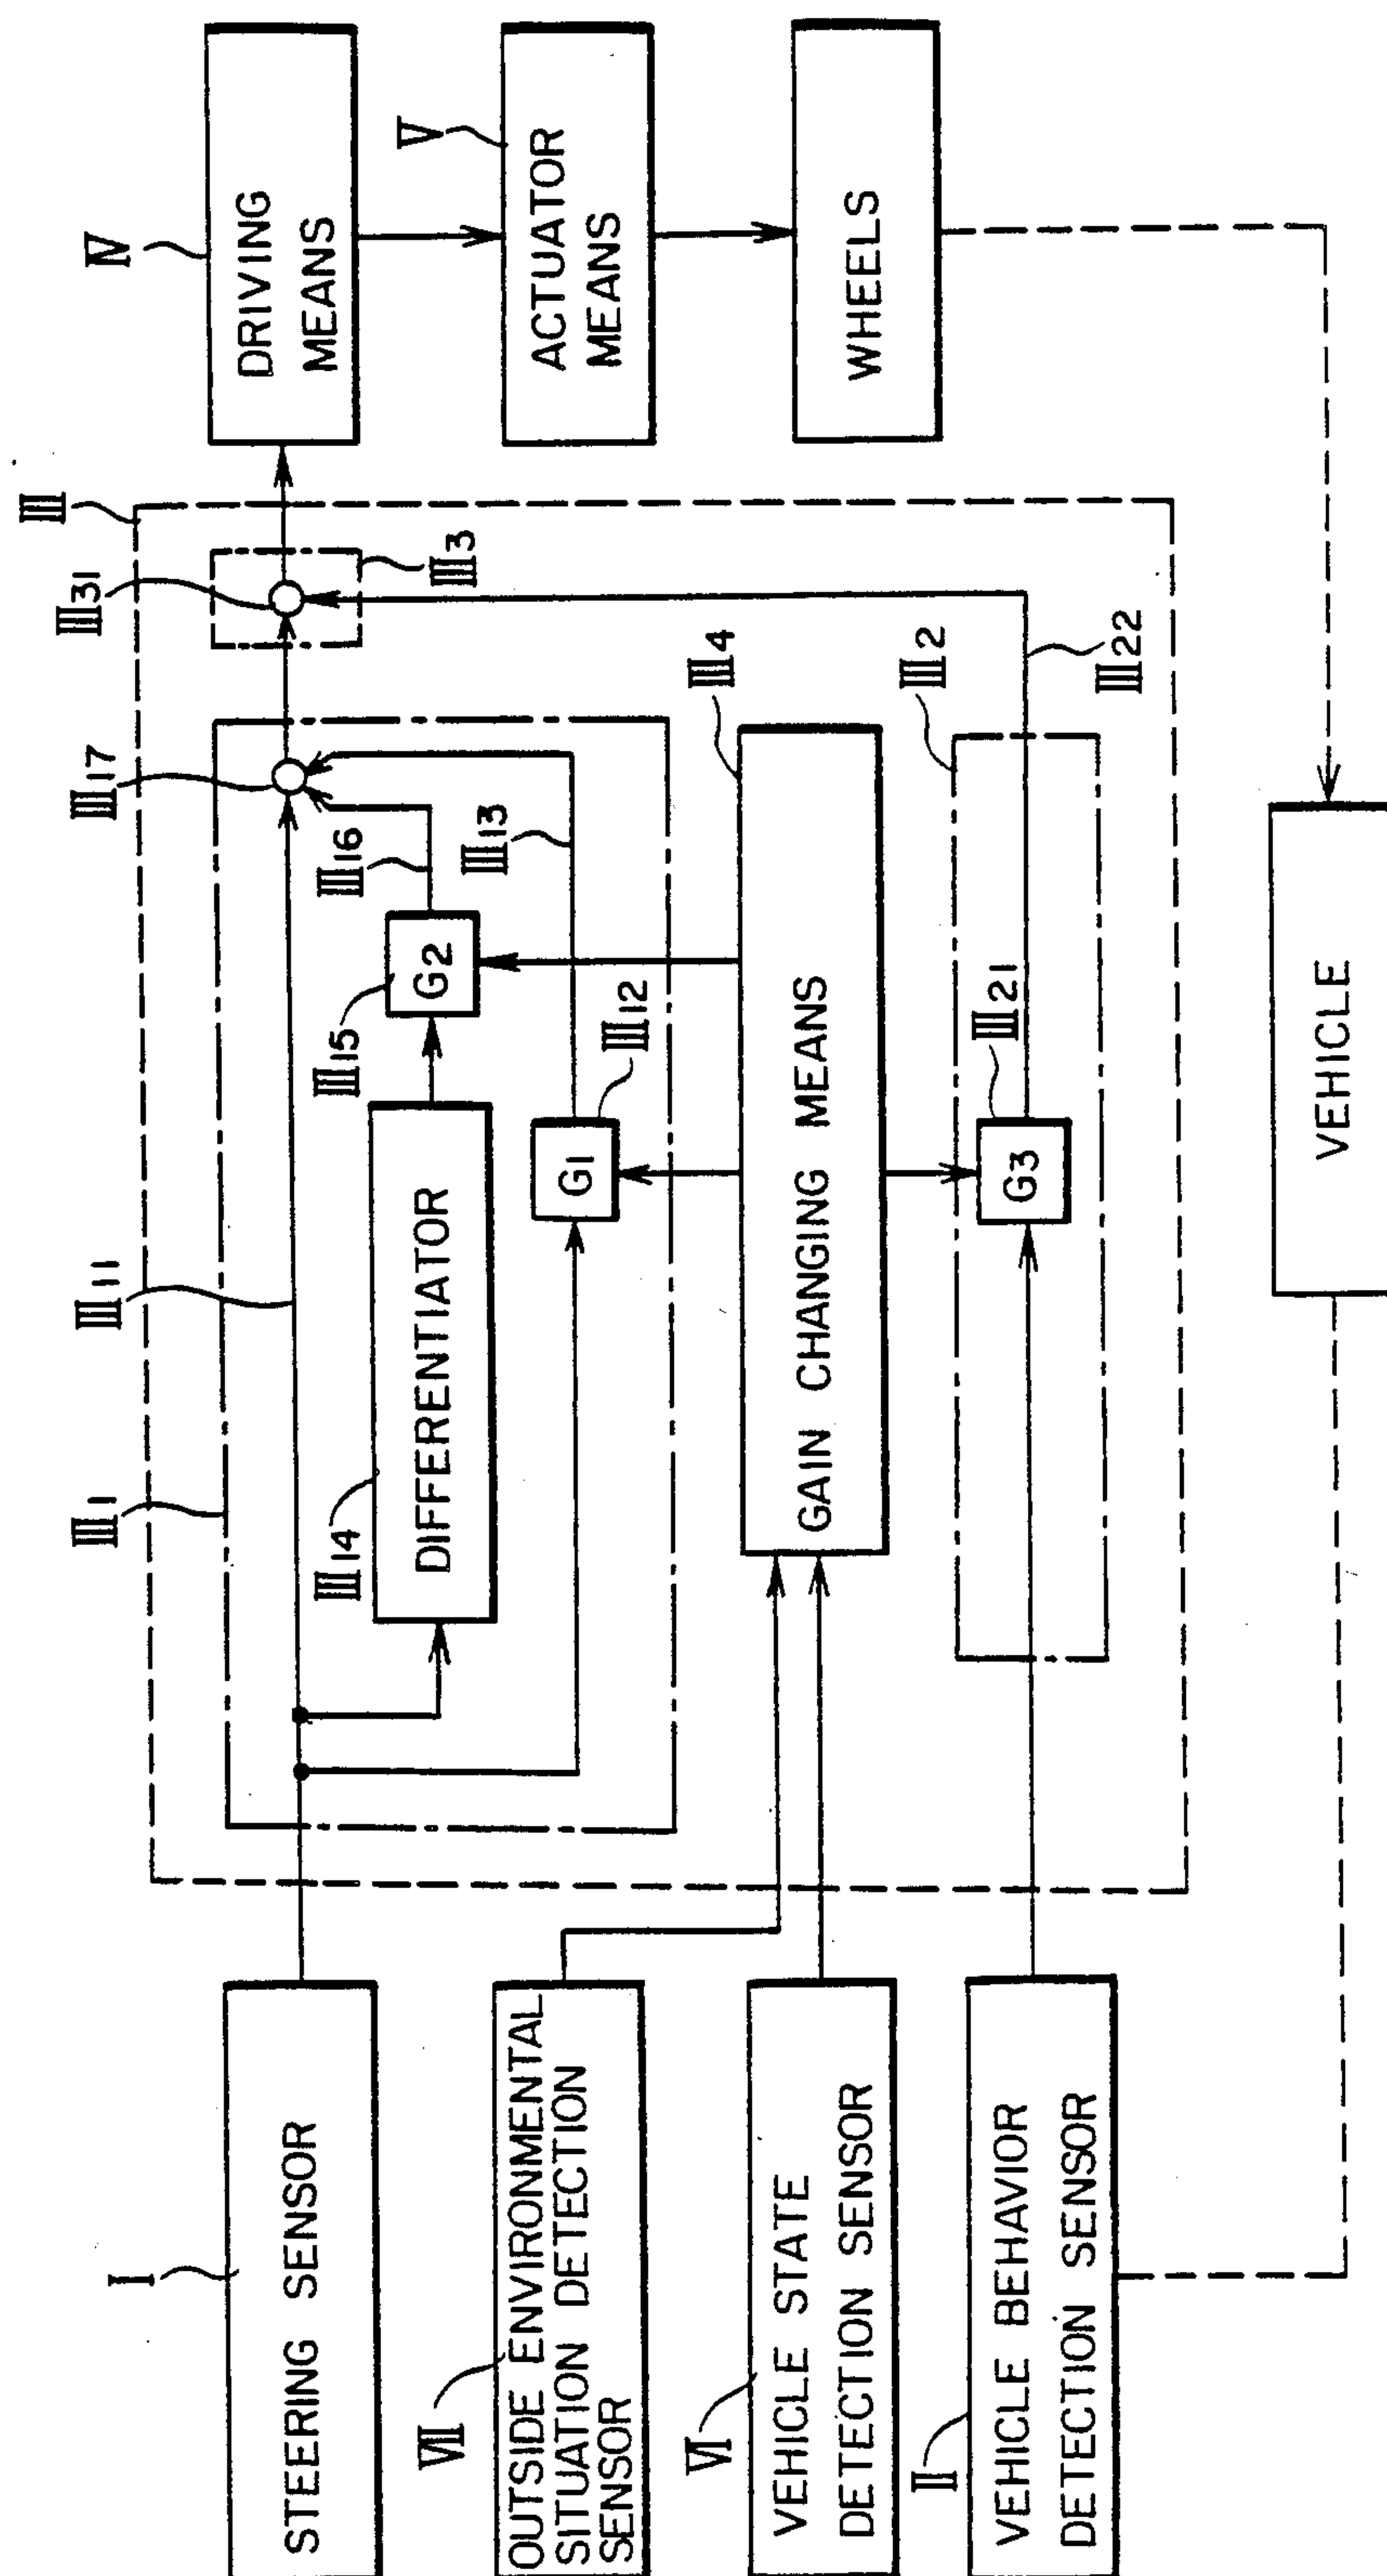 I
STEERING SENSOR
VII
OUTSIDE ENVIRONMENTAL
SITUATION DETECTION
SENSOR
VI
VEHICLE STATE
DETECTION SENSOR
II
VEHICLE BEHAVIOR
DETECTION SENSOR
III
III1
III11
III14
DIFFERENTIATOR
III15
G2
III16
III17
G1
III12
III13
GAIN CHANGING MEANS
III4
G3
III21
III2
III22
III31
III3
IV
DRIVING
MEANS
V
ACTUATOR
MEANS
WHEELS
VEHICLE